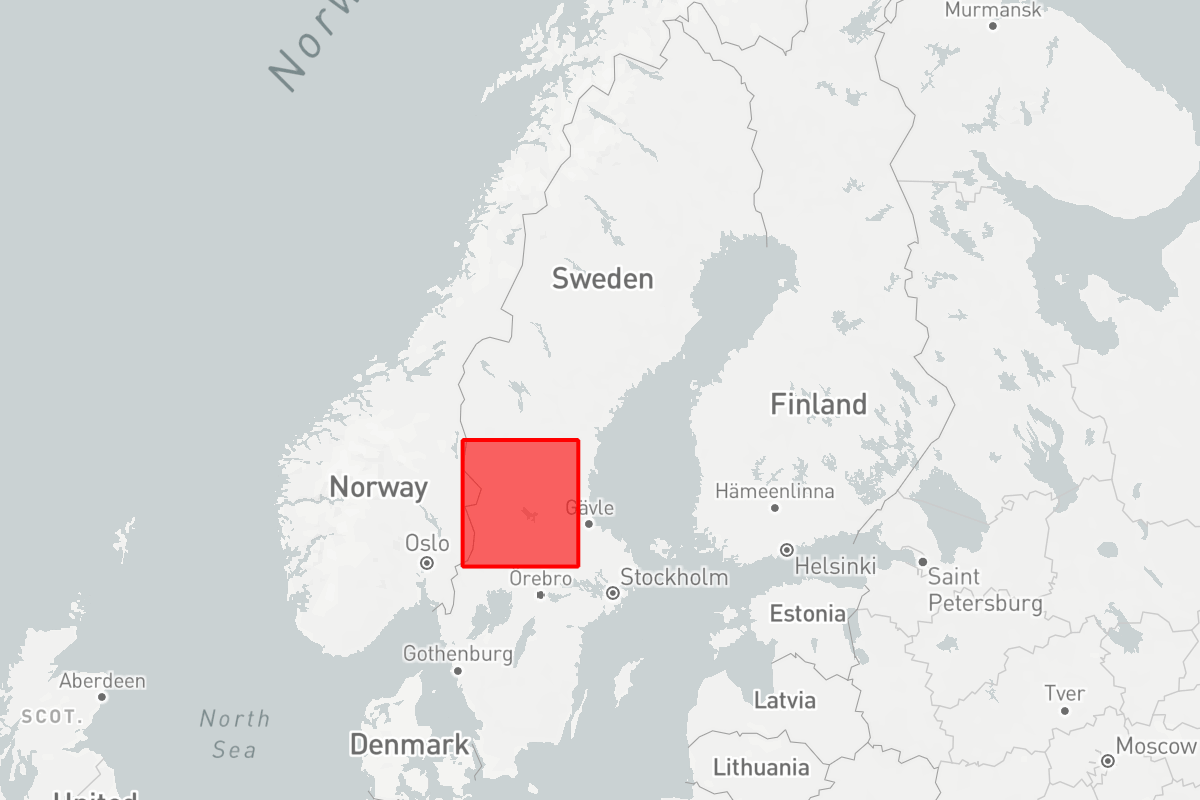 Murmansk
Norw
Sweden
Finland
Norway
Hämeenlinna
Gävle
Oslo
Helsinki
Örebro
Stockholm
Saint
Petersburg
Estonia
Gothenburg
Aberdeen
Tver
SCOT.
North
Sea
Latvia
Denmark
Moscow
Lithuania
United